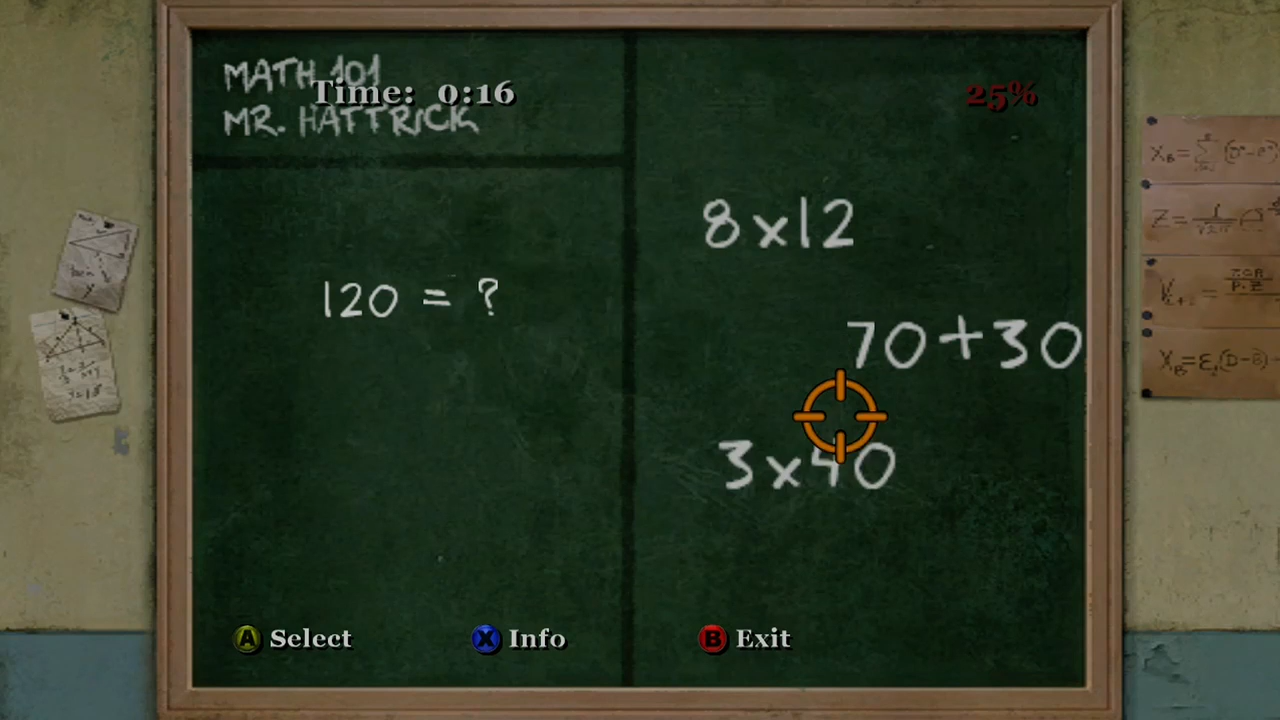 MATH 101
Time: 0:16
MR. HATTRICK
25%
120 = ?
8x12
70+30
3x40
A Select
X Info
B Exit